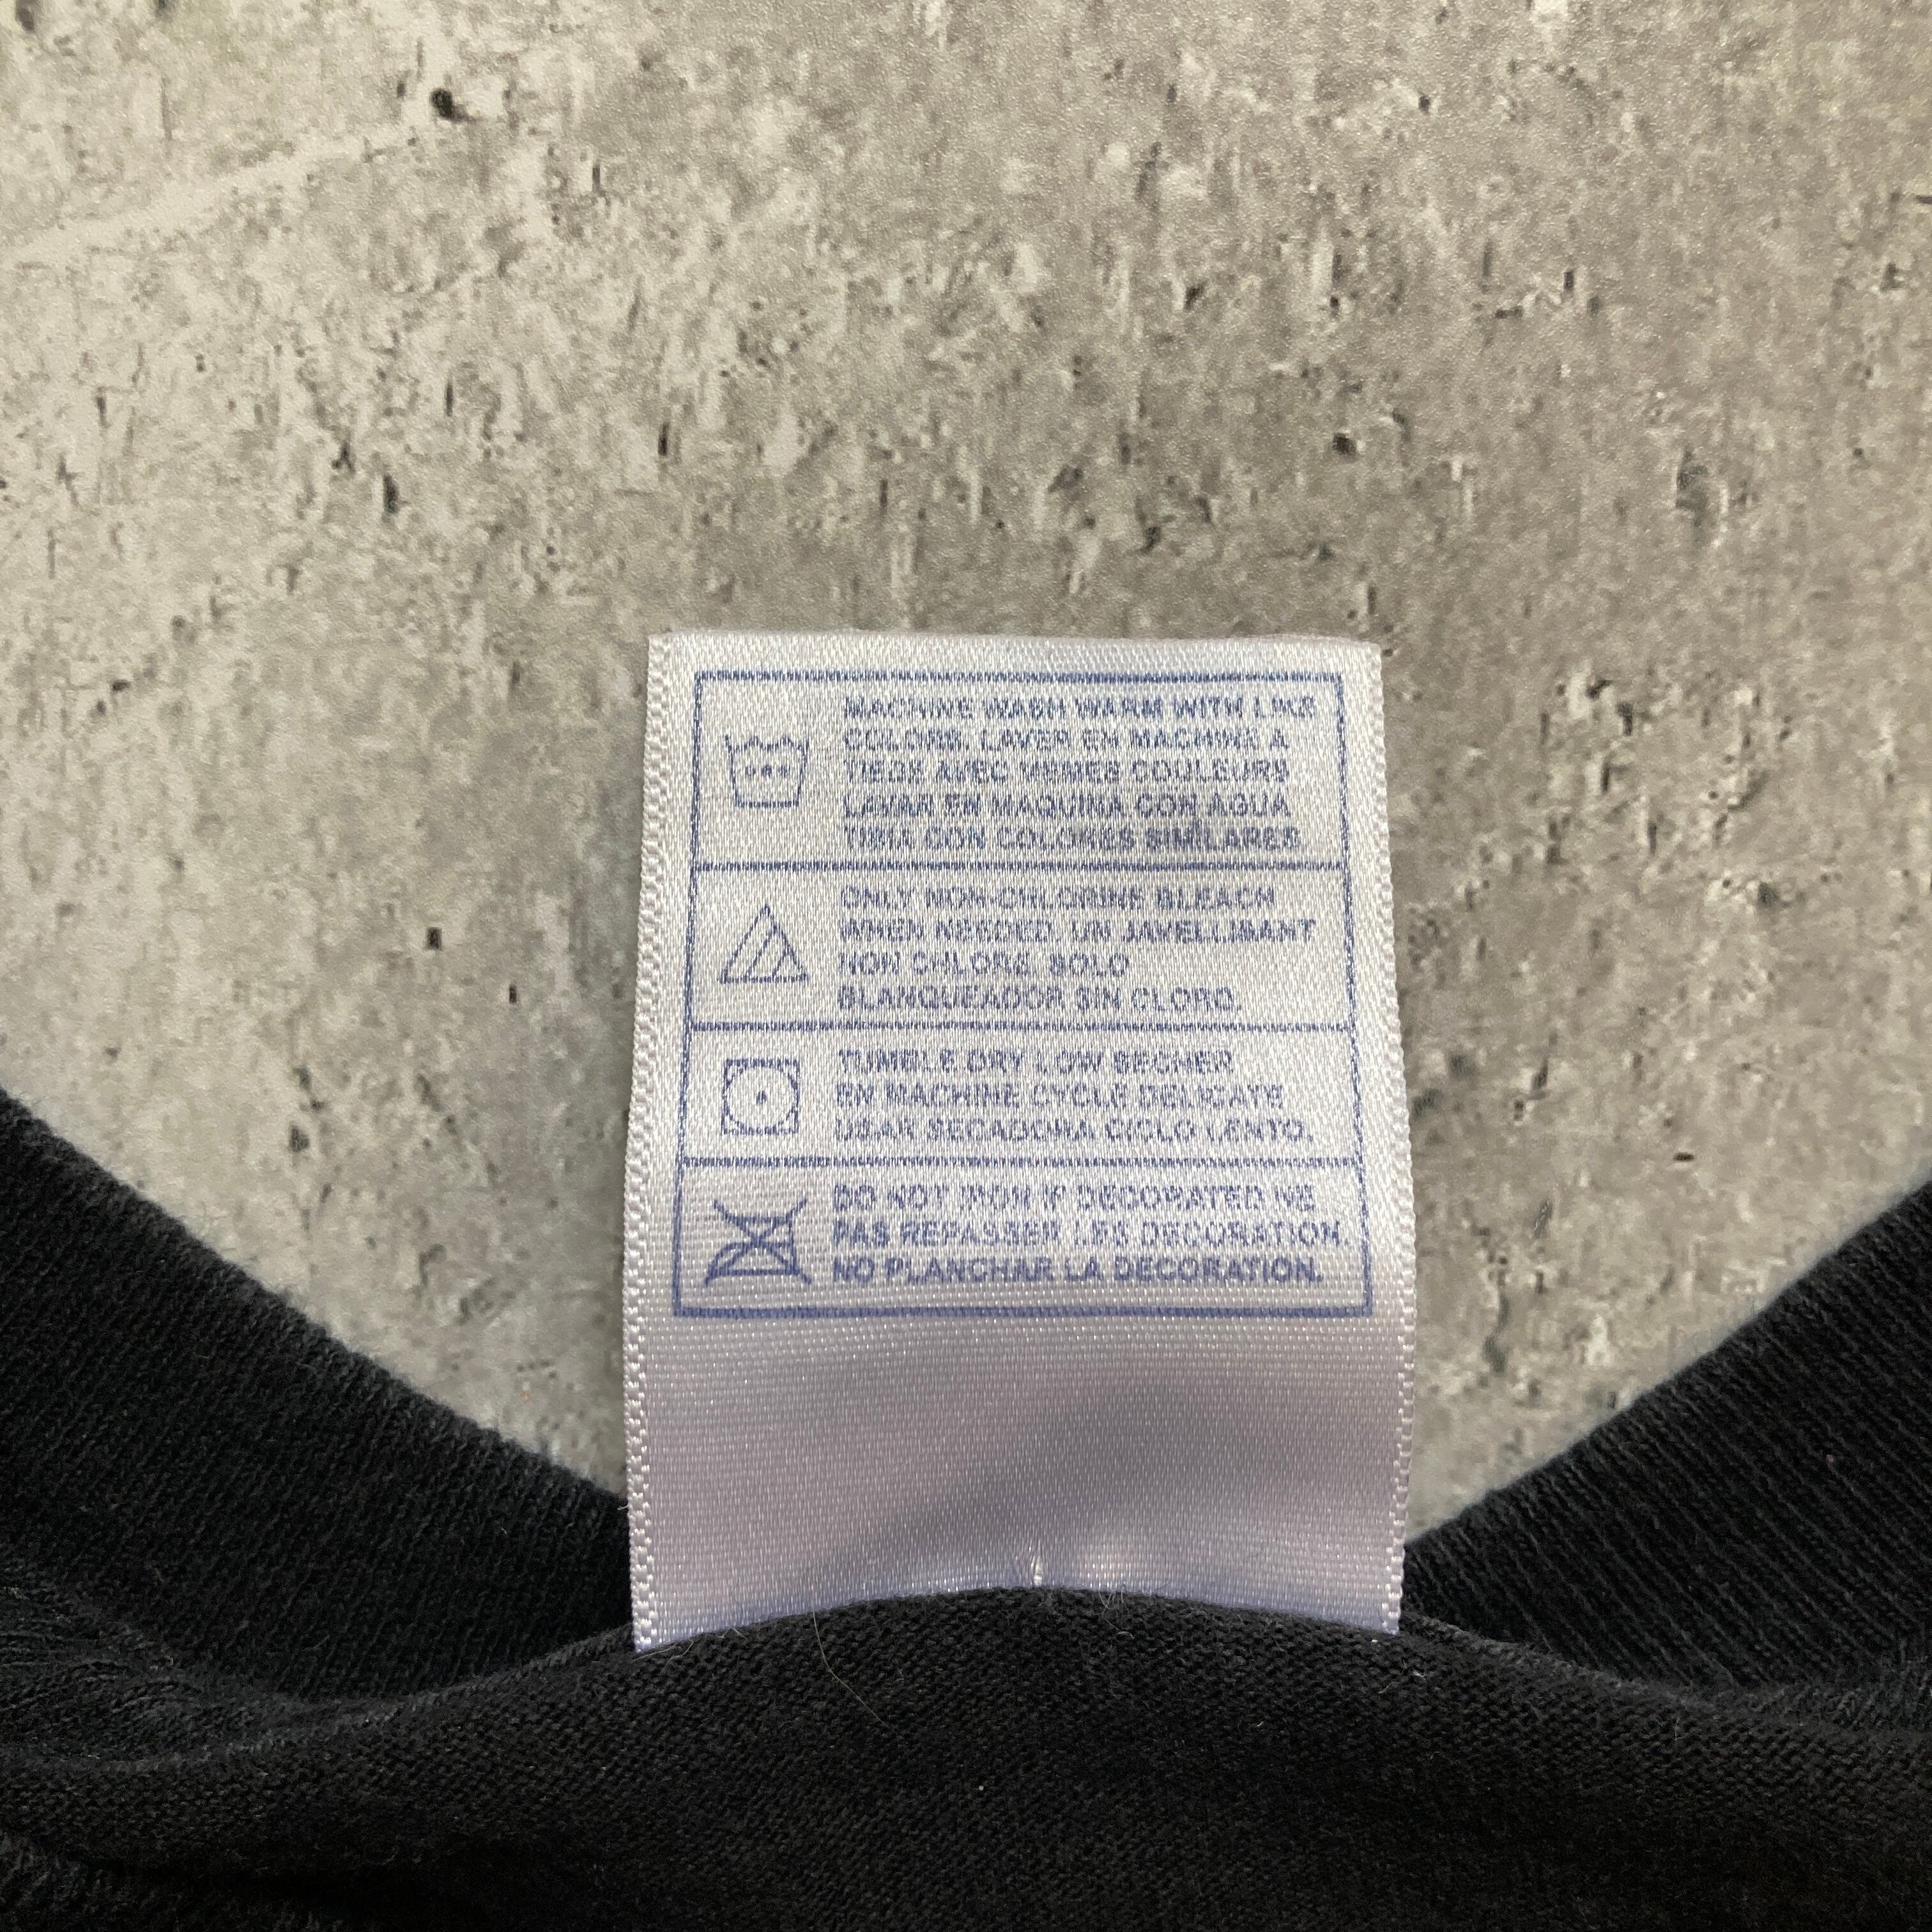 MACHINE WASH WARM WITH LIKE
COLORS. LAVER EN MACHINE A
TIEDE AVEC MEMES COULEURS
LAVAR EN MAQUINA CON AGUA
TIBIA CON COLORES SIMILARES
ONLY NON-CHLORINE BLEACH
WHEN NEEDED. UN JAVELLISANT
NON CHLORE. SOLO
BLANQUEADOR SIN CLORO.
TUMBLE DRY LOW SECHER
EN MACHINE CYCLE DELICATE
USAR SECADORA CICLO LENTO.
DO NOT IRON IF DECORATED NE
PAS REPASSER LES DECORATION.
NO PLANCHAR LA DECORATION.